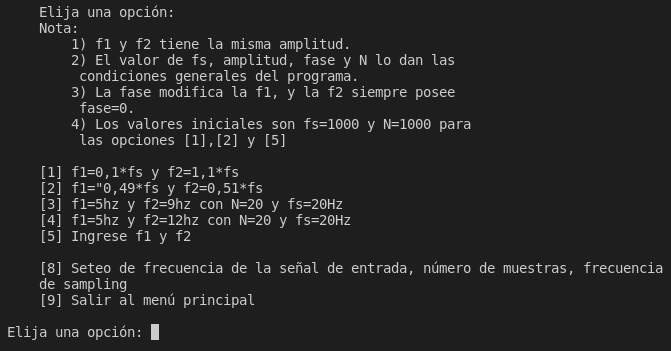 Elija una opción:
Nota:
1) f1 y f2 tiene la misma amplitud.
2) El valor de fs, amplitud, fase y N lo dan las
condiciones generales del programa.
3) La fase modifica la f1, y la f2 siempre posee
fase=0.
4) Los valores iniciales son fs=1000 y N=1000 para
las opciones [1],[2] y [5]
[1] f1=0,1*fs y f2=1,1*fs
[2] f1="0,49*fs y f2=0,51*fs
[3] f1=5hz y f2=9hz con N=20 y fs=20Hz
[4] f1=5hz y f2=12hz con N=20 y fs=20Hz
[5] Ingrese f1 y f2
[8] Seteo de frecuencia de la señal de entrada, número de muestras, frecuencia
de sampling
[9] Salir al menú principal
Elija una opción: